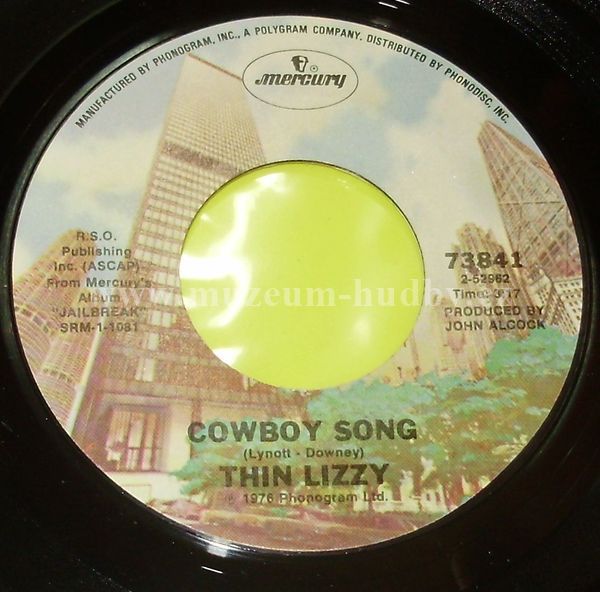 MANUFACTURED BY PHONOGRAM, INC., A POLYGRAM COMPANY. DISTRIBUTED BY PHONODISC, INC.
mercury
R.S.O.
Publishing
Inc. (ASCAP)
From Mercury's
Album
"JAILBREAK"
SRM-1-1081
73841
2-52962
Time: 3:17
PRODUCED BY
JOHN ALCOCK
www.muzeum-hudby
COWBOY SONG
(Lynott - Downey)
THIN LIZZY
℗ 1976 Phonogram Ltd.